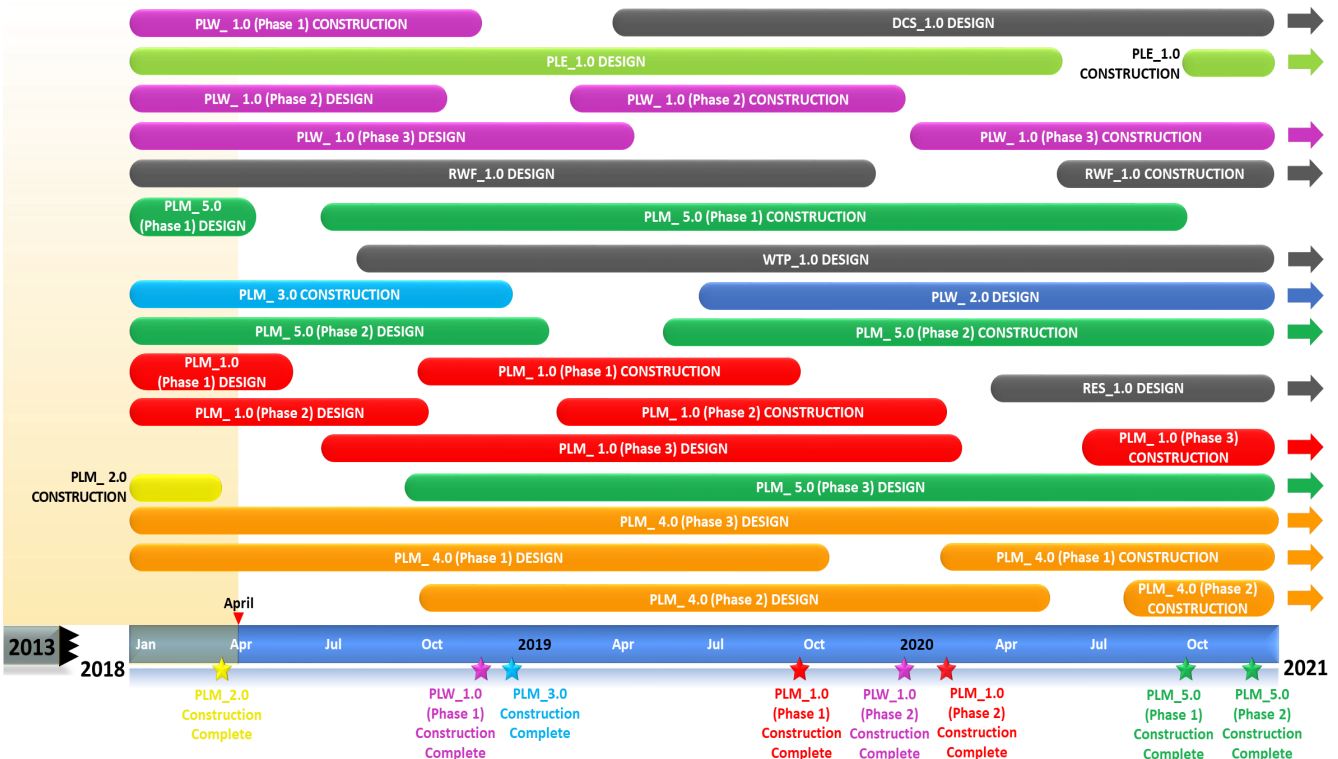 PLW_ 1.0 (Phase 1) CONSTRUCTION
DCS_1.0 DESIGN
PLE_1.0 DESIGN
PLE_1.0
CONSTRUCTION
PLW_ 1.0 (Phase 2) DESIGN
PLW_ 1.0 (Phase 2) CONSTRUCTION
PLW_ 1.0 (Phase 3) DESIGN
PLW_ 1.0 (Phase 3) CONSTRUCTION
RWF_1.0 DESIGN
RWF_1.0 CONSTRUCTION
PLM_ 5.0
(Phase 1) DESIGN
PLM_ 5.0 (Phase 1) CONSTRUCTION
WTP_1.0 DESIGN
PLM_ 3.0 CONSTRUCTION
PLW_ 2.0 DESIGN
PLM_ 5.0 (Phase 2) DESIGN
PLM_ 5.0 (Phase 2) CONSTRUCTION
PLM_1.0
(Phase 1) DESIGN
PLM_ 1.0 (Phase 1) CONSTRUCTION
RES_1.0 DESIGN
PLM_ 1.0 (Phase 2) DESIGN
PLM_ 1.0 (Phase 2) CONSTRUCTION
PLM_ 1.0 (Phase 3) DESIGN
PLM_ 1.0 (Phase 3)
CONSTRUCTION
PLM_ 2.0
CONSTRUCTION
PLM_ 5.0 (Phase 3) DESIGN
PLM_ 4.0 (Phase 3) DESIGN
PLM_ 4.0 (Phase 1) DESIGN
PLM_ 4.0 (Phase 1) CONSTRUCTION
PLM_ 4.0 (Phase 2) DESIGN
PLM_ 4.0 (Phase 2)
CONSTRUCTION
April
2013
Jan Apr Jul Oct 2019 Apr Jul Oct 2020 Apr Jul Oct
2018
2021
PLM_2.0
Construction
Complete
PLW_1.0
(Phase 1)
Construction
Complete
PLM_3.0
Construction
Complete
PLM_1.0
(Phase 1)
Construction
Complete
PLW_1.0
(Phase 2)
Construction
Complete
PLM_1.0
(Phase 2)
Construction
Complete
PLM_5.0
(Phase 1)
Construction
Complete
PLM_5.0
(Phase 2)
Construction
Complete